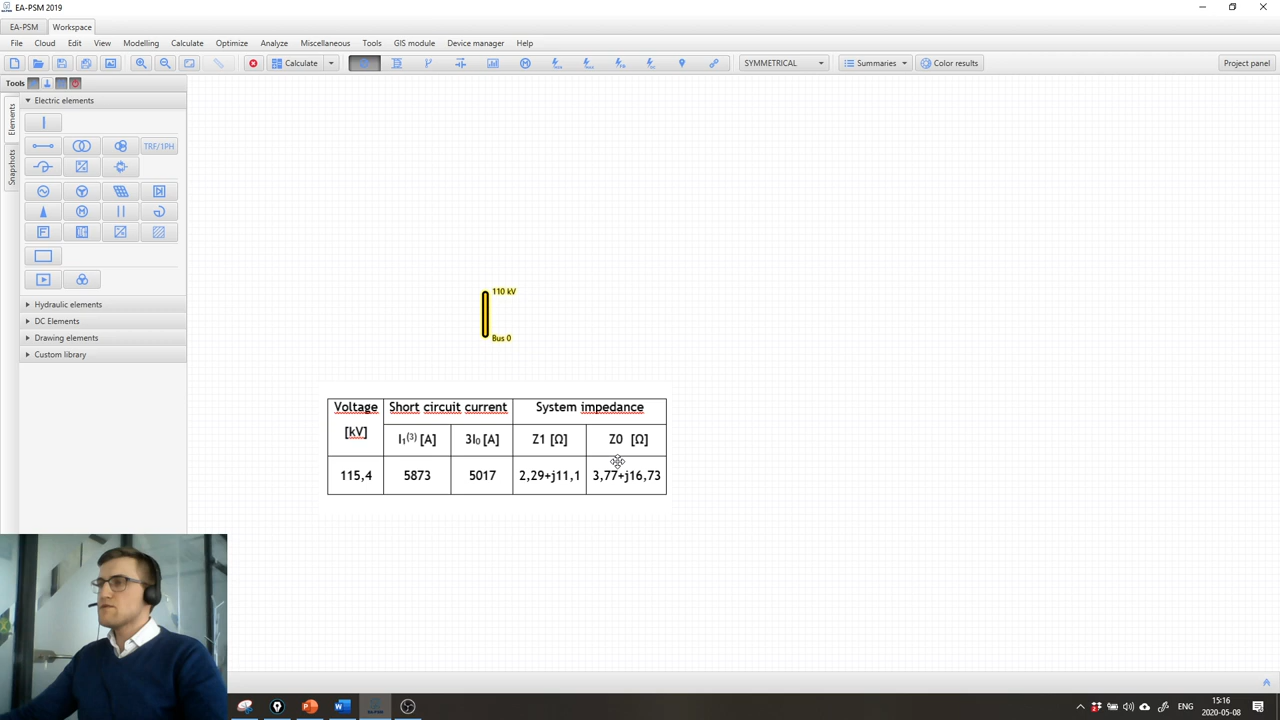 EA-PSM 2019
EA-PSM Workspace
File Cloud Edit View Modelling Calculate Optimize Analyze Miscellaneous Tools GIS module Device manager Help
Calculate SYMMETRICAL Summaries Color results Project panel
Tools
Elements
Snapshots
Electric elements
TRF/1PH
Hydraulic elements
DC Elements
Drawing elements
Custom library
110 kV
Bus 0
Voltage [kV] Short circuit current System impedance
I₁⁽³⁾ [A] 3I₀ [A] Z1 [Ω] Z0 [Ω]
115,4 5873 5017 2,29+j11,1 3,77+j16,73
ENG 15:16
2020-05-08